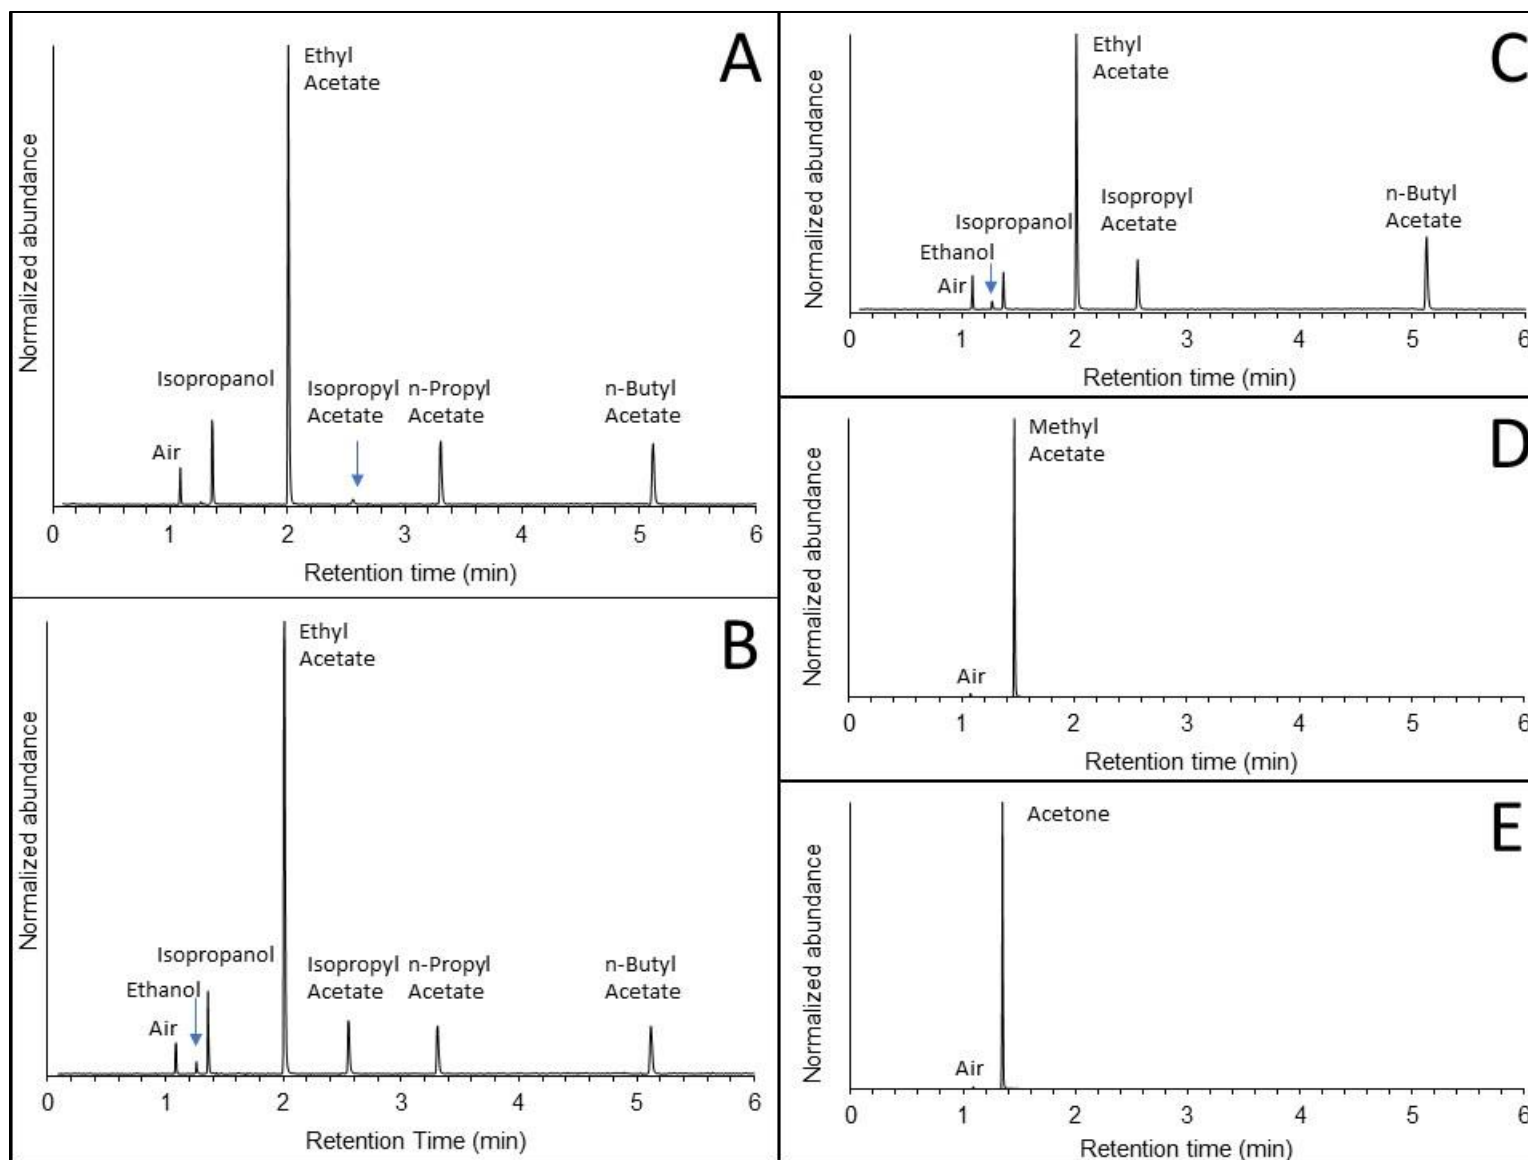 A
Ethyl
Acetate
Normalized abundance
Isopropanol
Air
Isopropyl
Acetate
n-Propyl
Acetate
n-Butyl
Acetate
0 1 2 3 4 5 6
Retention time (min)
B
Ethyl
Acetate
Normalized abundance
Isopropanol
Ethanol
Air
Isopropyl
Acetate
n-Propyl
Acetate
n-Butyl
Acetate
0 1 2 3 4 5 6
Retention Time (min)
C
Ethyl
Acetate
Normalized abundance
Isopropanol
Ethanol
Air
Isopropyl
Acetate
n-Butyl
Acetate
0 1 2 3 4 5 6
Retention time (min)
D
Methyl
Acetate
Normalized abundance
Air
0 1 2 3 4 5 6
Retention time (min)
E
Acetone
Normalized abundance
Air
0 1 2 3 4 5 6
Retention time (min)